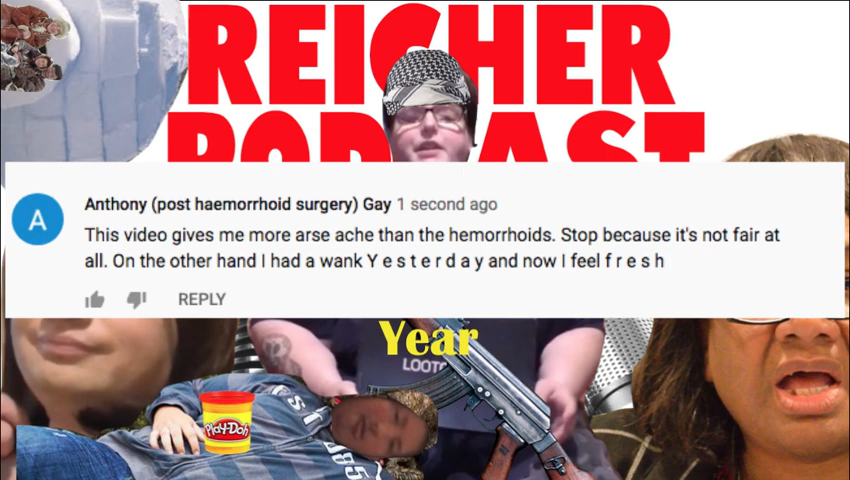 REICHER
PODCAST
Anthony (post haemorrhoid surgery) Gay 1 second ago
This video gives me more arse ache than the hemorrhoids. Stop because it's not fair at
all. On the other hand I had a wank Y e s t e r d a y and now I feel f r e s h
REPLY
Year
LOOT
Play-Doh
A